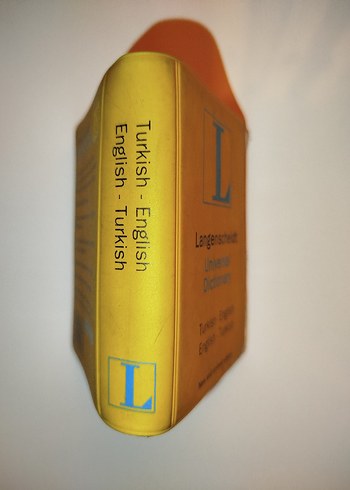 Turkish - English
English - Turkish
L
L
Langenscheidt
Universal
Dictionary
Turkish - English
English - Turkish